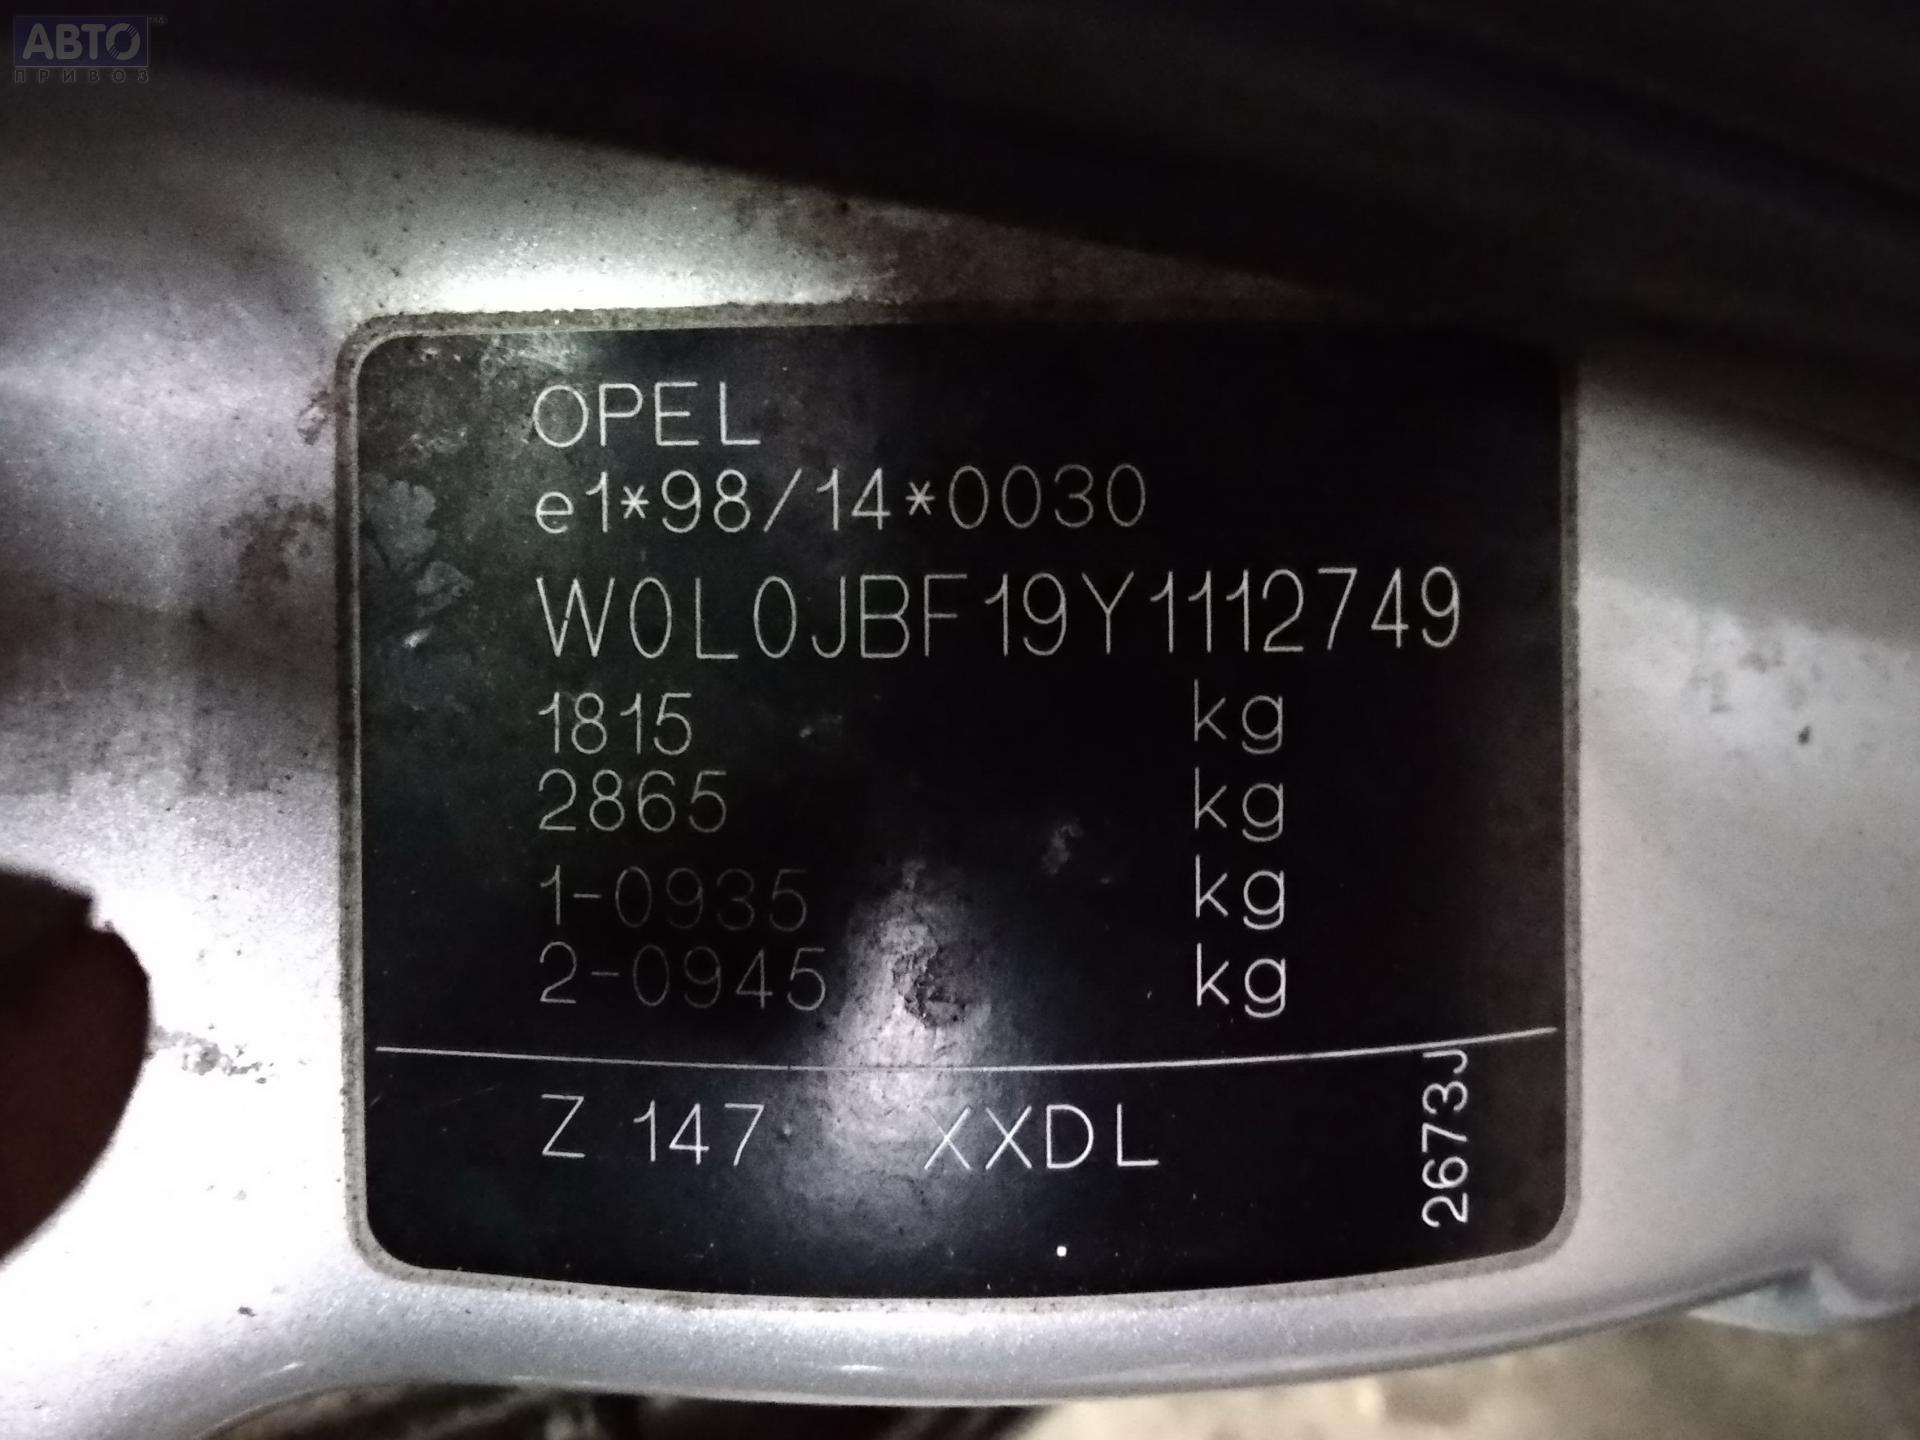 АВТО
ПРИВОЗ
OPEL
e1*98/14*0030
W0L0JBF19Y1112749
1815 kg
2865 kg
1-0935 kg
2-0945 kg
Z 147 XXDL
2673J